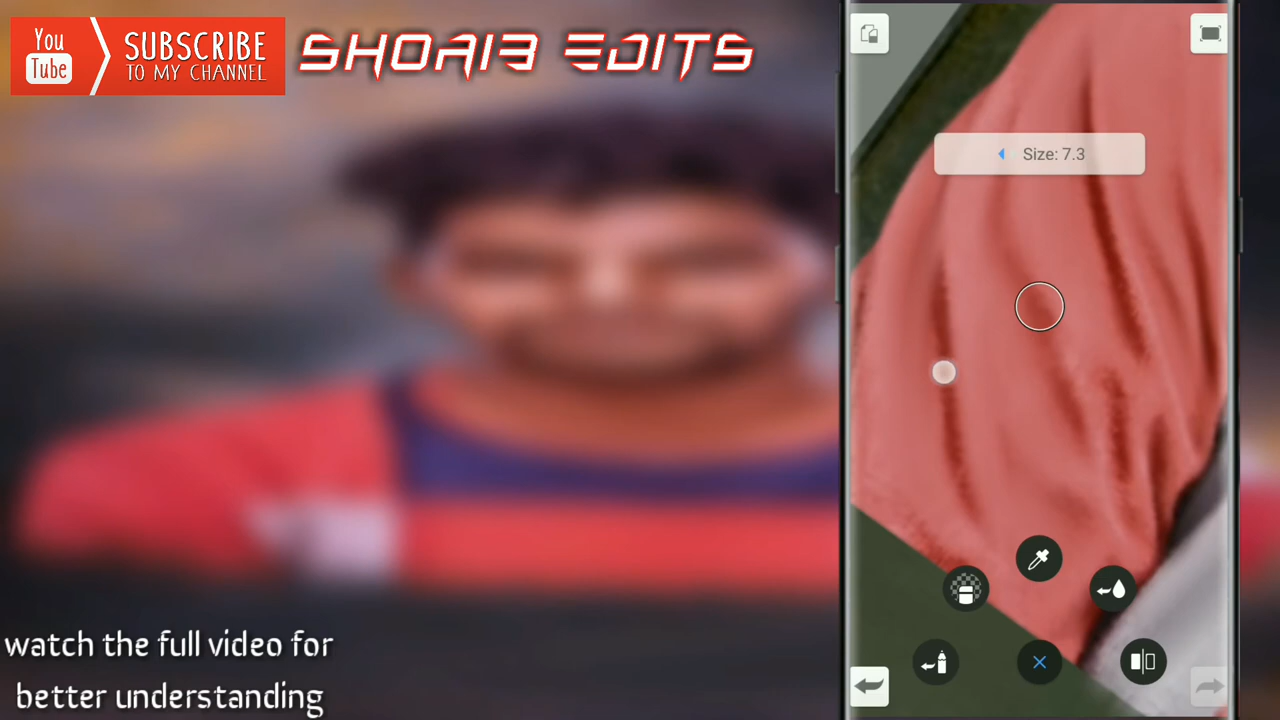 You
Tube
SUBSCRIBE
TO MY CHANNEL
SHOAIB EDITS
Size: 7.3
watch the full video for
better understanding